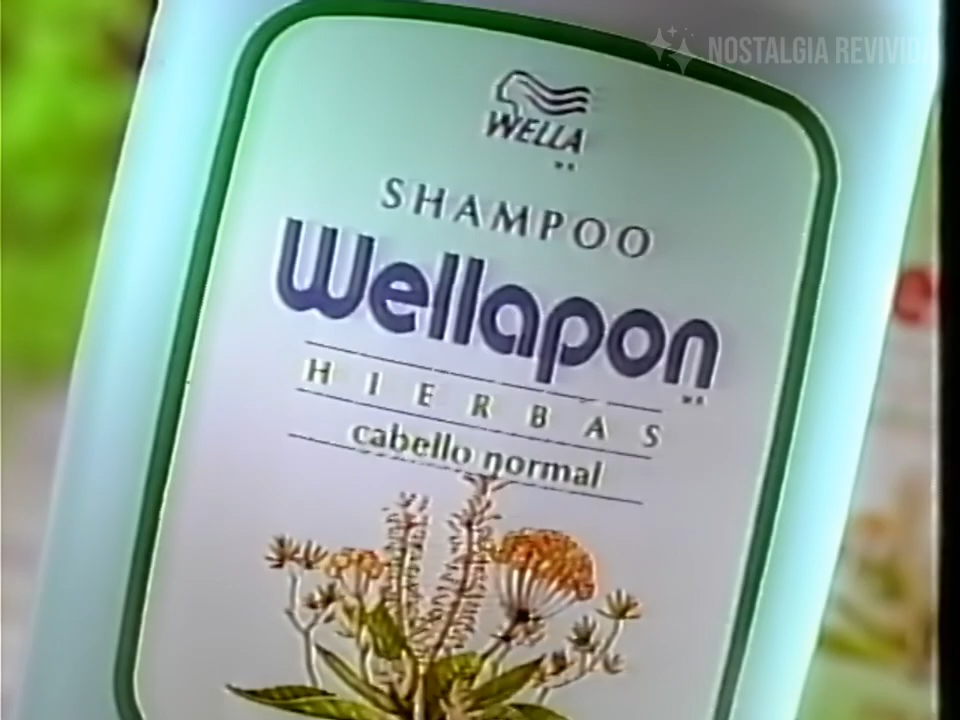 NOSTALGIA REVIVID
WELLA
M.R.
SHAMPOO
Wellapon
M.R.
HIERBAS
cabello normal